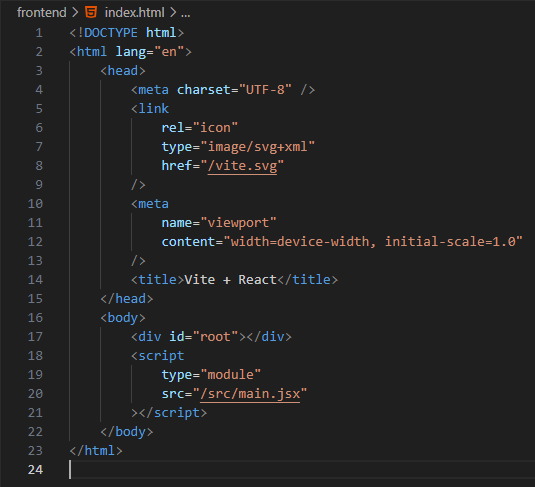 frontend > index.html > ...
1 <!DOCTYPE html>
2 <html lang="en">
3     <head>
4         <meta charset="UTF-8" />
5         <link
6             rel="icon"
7             type="image/svg+xml"
8             href="/vite.svg"
9         />
10         <meta
11             name="viewport"
12             content="width=device-width, initial-scale=1.0"
13         />
14         <title>Vite + React</title>
15     </head>
16     <body>
17         <div id="root"></div>
18         <script
19             type="module"
20             src="/src/main.jsx"
21         ></script>
22     </body>
23 </html>
24